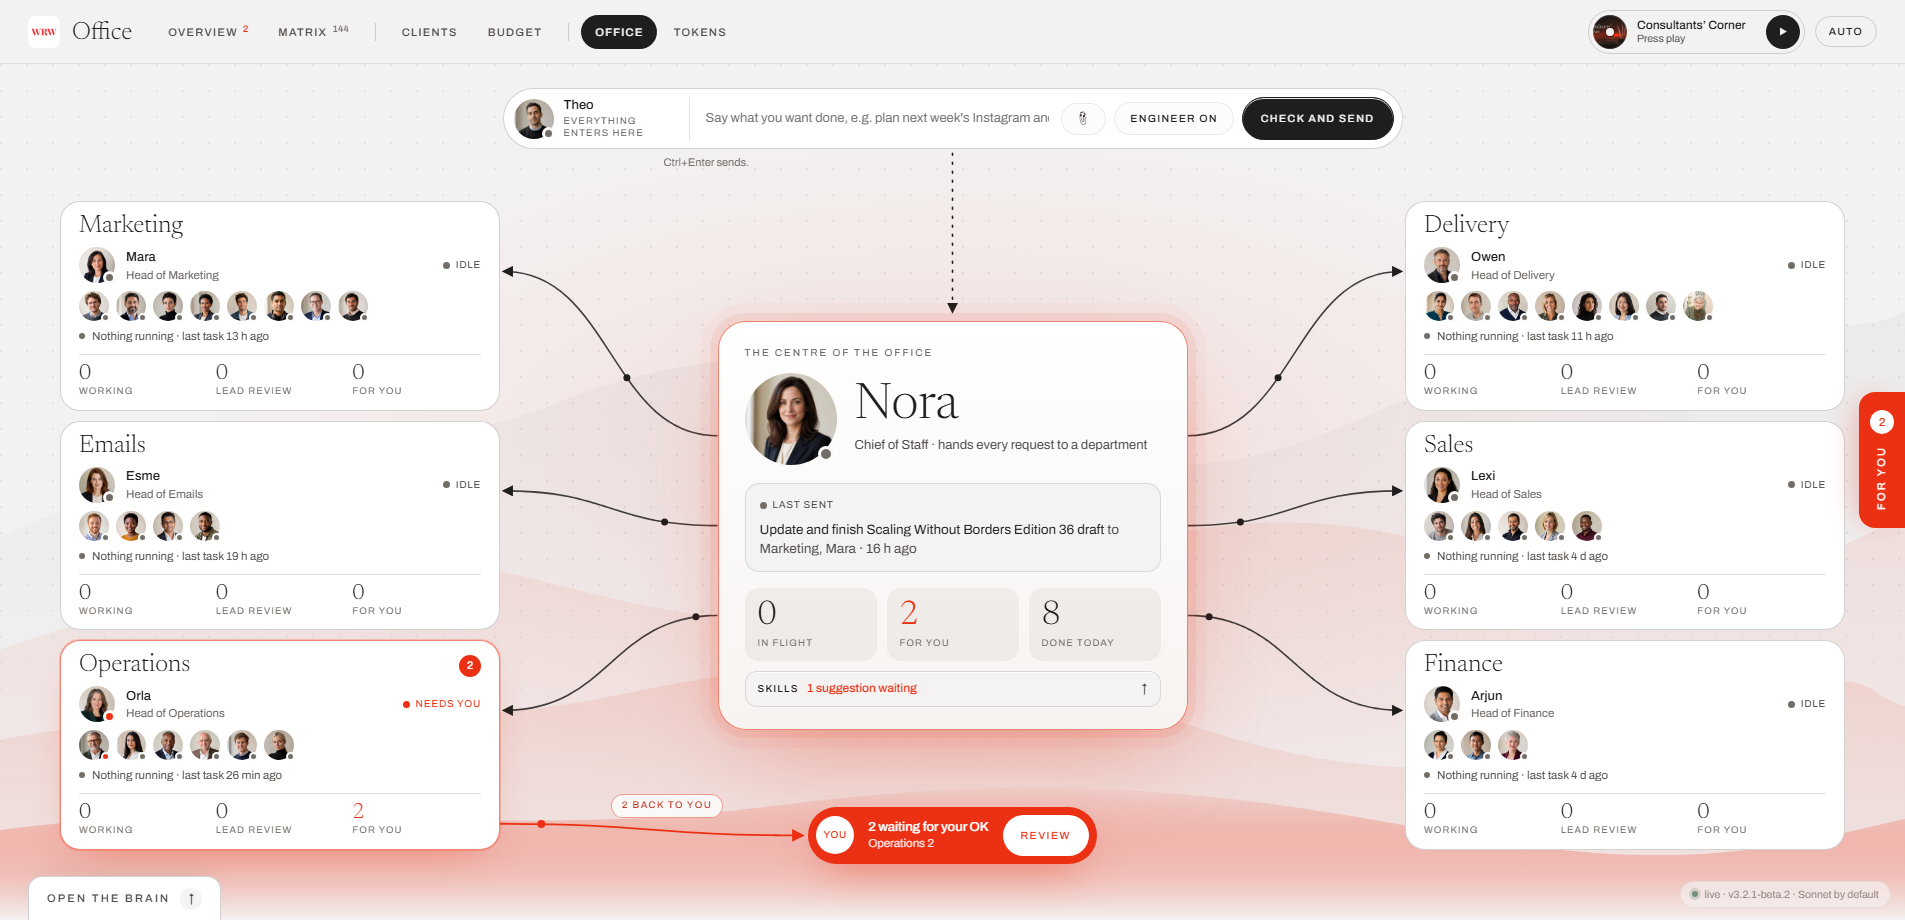 WRW
Office
OVERVIEW 2
MATRIX 144
CLIENTS
BUDGET
OFFICE
TOKENS
Consultants' Corner
Press play
AUTO
Theo
EVERYTHING
ENTERS HERE
Say what you want done, e.g. plan next week's Instagram and
ENGINEER ON
CHECK AND SEND
Ctrl+Enter sends.
Marketing
Mara
Head of Marketing
IDLE
Nothing running · last task 13 h ago
0
WORKING
0
LEAD REVIEW
0
FOR YOU
Emails
Esme
Head of Emails
IDLE
Nothing running · last task 19 h ago
0
WORKING
0
LEAD REVIEW
0
FOR YOU
Operations
2
Orla
Head of Operations
NEEDS YOU
Nothing running · last task 26 min ago
0
WORKING
0
LEAD REVIEW
2
FOR YOU
THE CENTRE OF THE OFFICE
Nora
Chief of Staff · hands every request to a department
LAST SENT
Update and finish Scaling Without Borders Edition 36 draft to
Marketing, Mara · 16 h ago
0
IN FLIGHT
2
FOR YOU
8
DONE TODAY
SKILLS 1 suggestion waiting ↑
2 BACK TO YOU
YOU
2 waiting for your OK
Operations 2
REVIEW
Delivery
Owen
Head of Delivery
IDLE
Nothing running · last task 11 h ago
0
WORKING
0
LEAD REVIEW
0
FOR YOU
Sales
Lexi
Head of Sales
IDLE
Nothing running · last task 4 d ago
0
WORKING
0
LEAD REVIEW
0
FOR YOU
Finance
Arjun
Head of Finance
IDLE
Nothing running · last task 4 d ago
0
WORKING
0
LEAD REVIEW
0
FOR YOU
2
FOR YOU
OPEN THE BRAIN ↑
live · v3.2.1-beta.2 · Sonnet by default